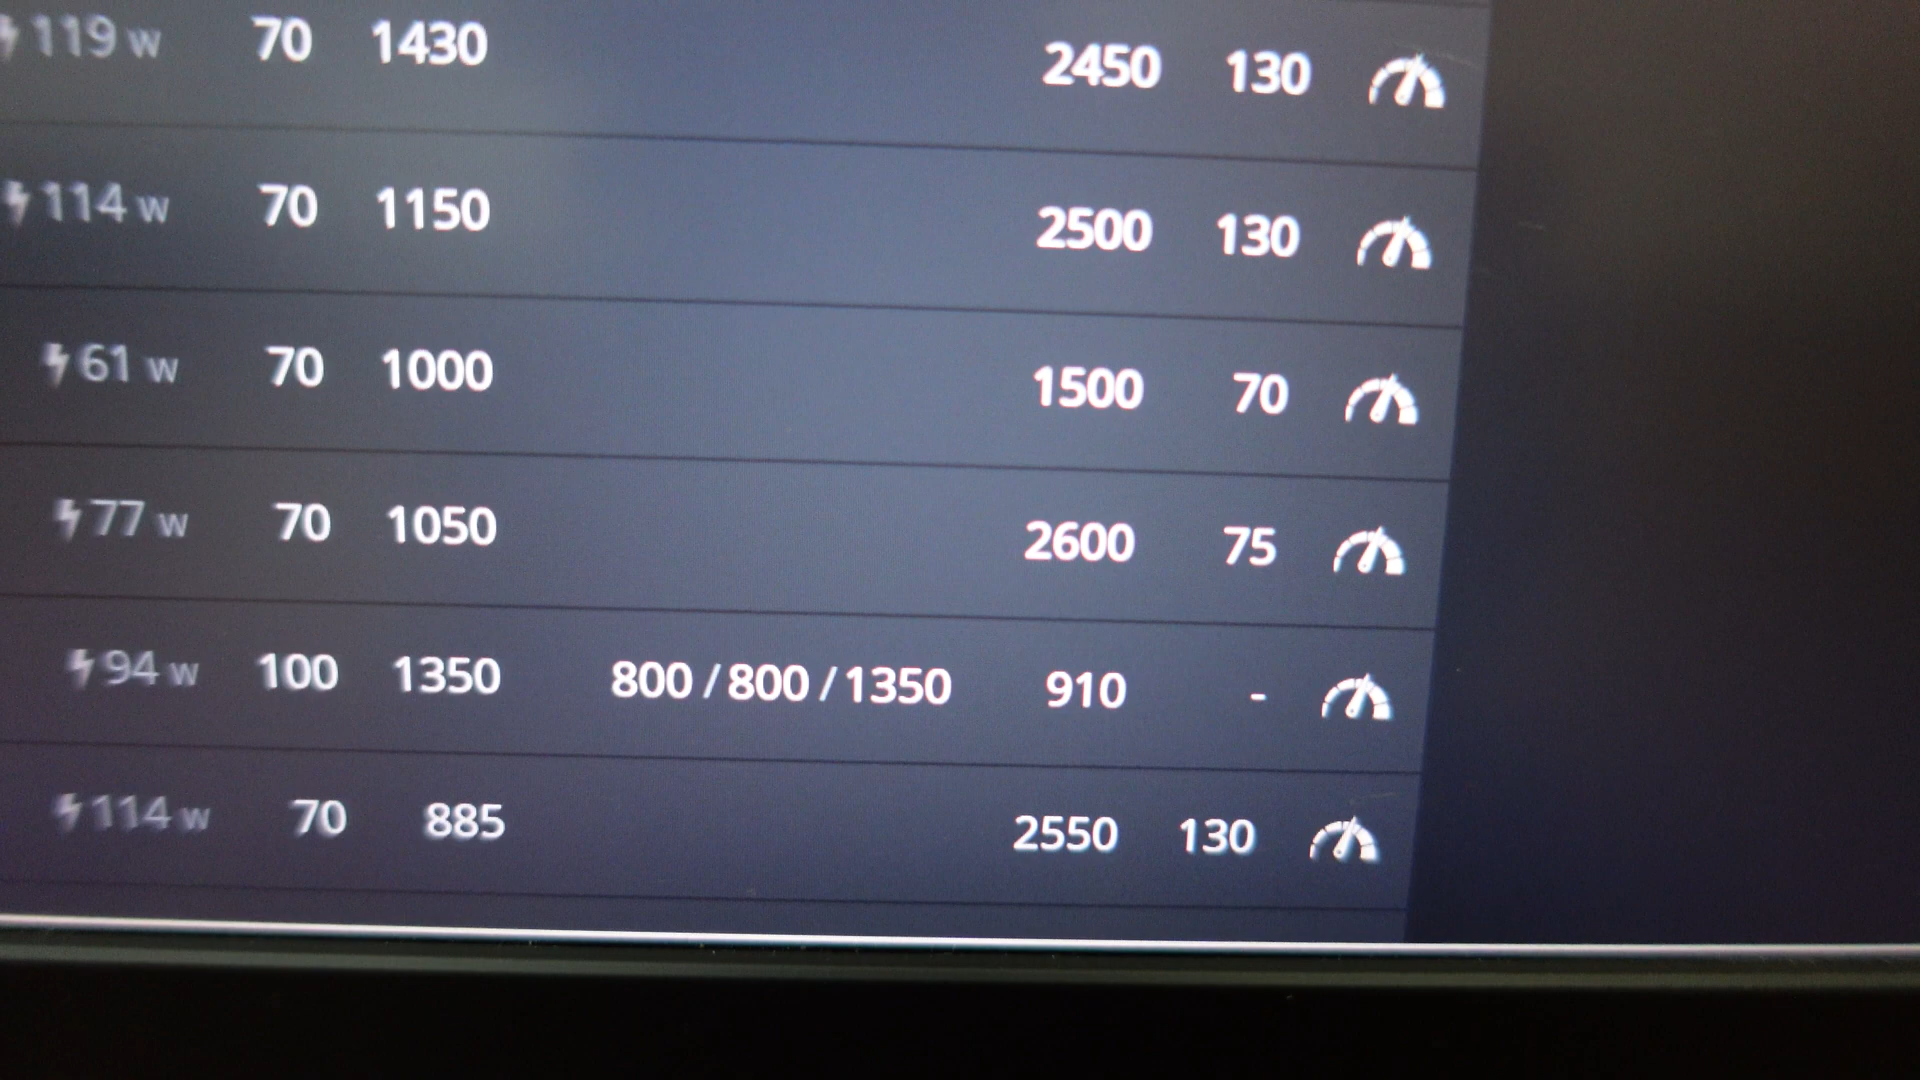 119 w 70 1430 2450 130
114 w 70 1150 2500 130
61 w 70 1000 1500 70
77 w 70 1050 2600 75
94 w 100 1350 800 / 800 / 1350 910 -
114 w 70 885 2550 130